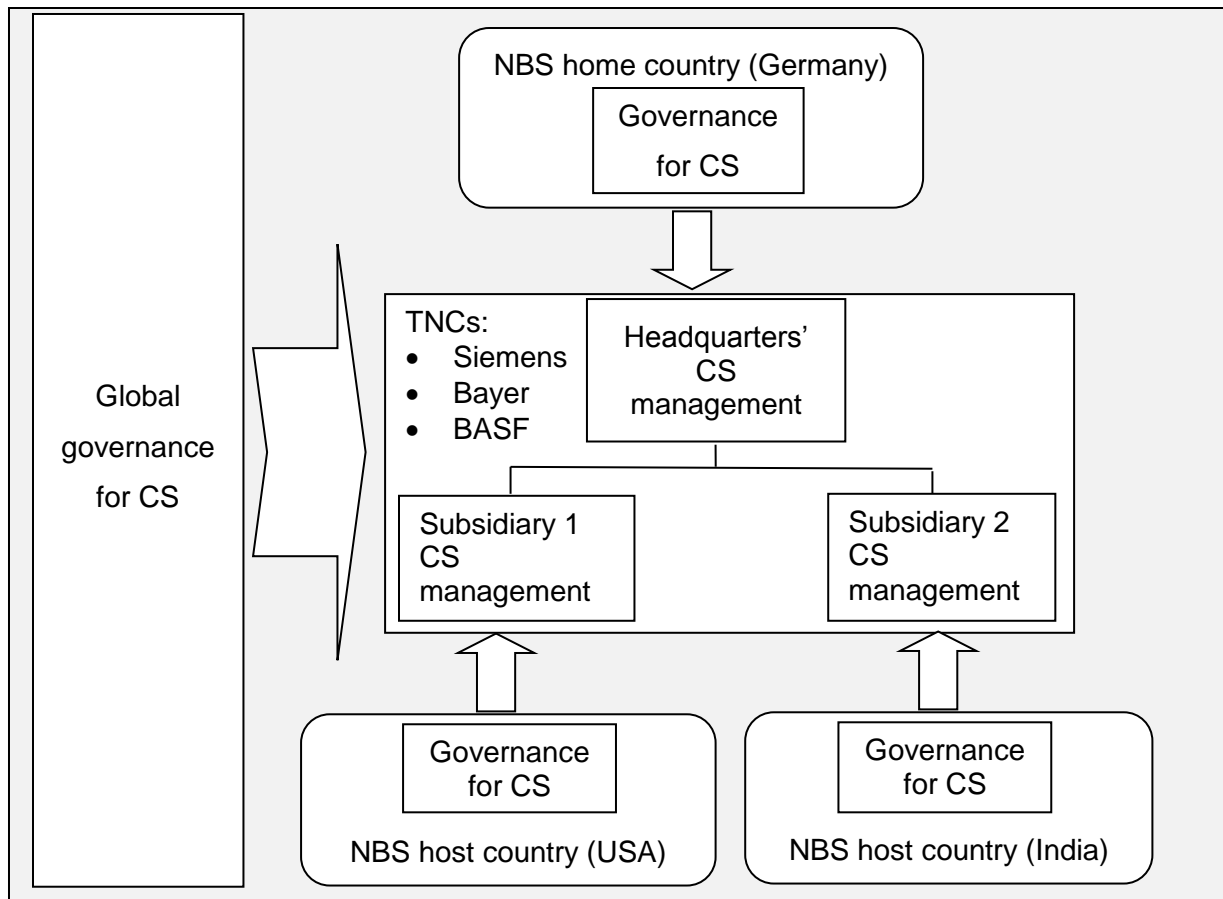 NBS home country (Germany)
Governance
for CS
Global
governance
for CS
TNCs:
• Siemens
• Bayer
• BASF
Headquarters’
CS
management
Subsidiary 1
CS
management
Subsidiary 2
CS
management
Governance
for CS
NBS host country (USA)
Governance
for CS
NBS host country (India)